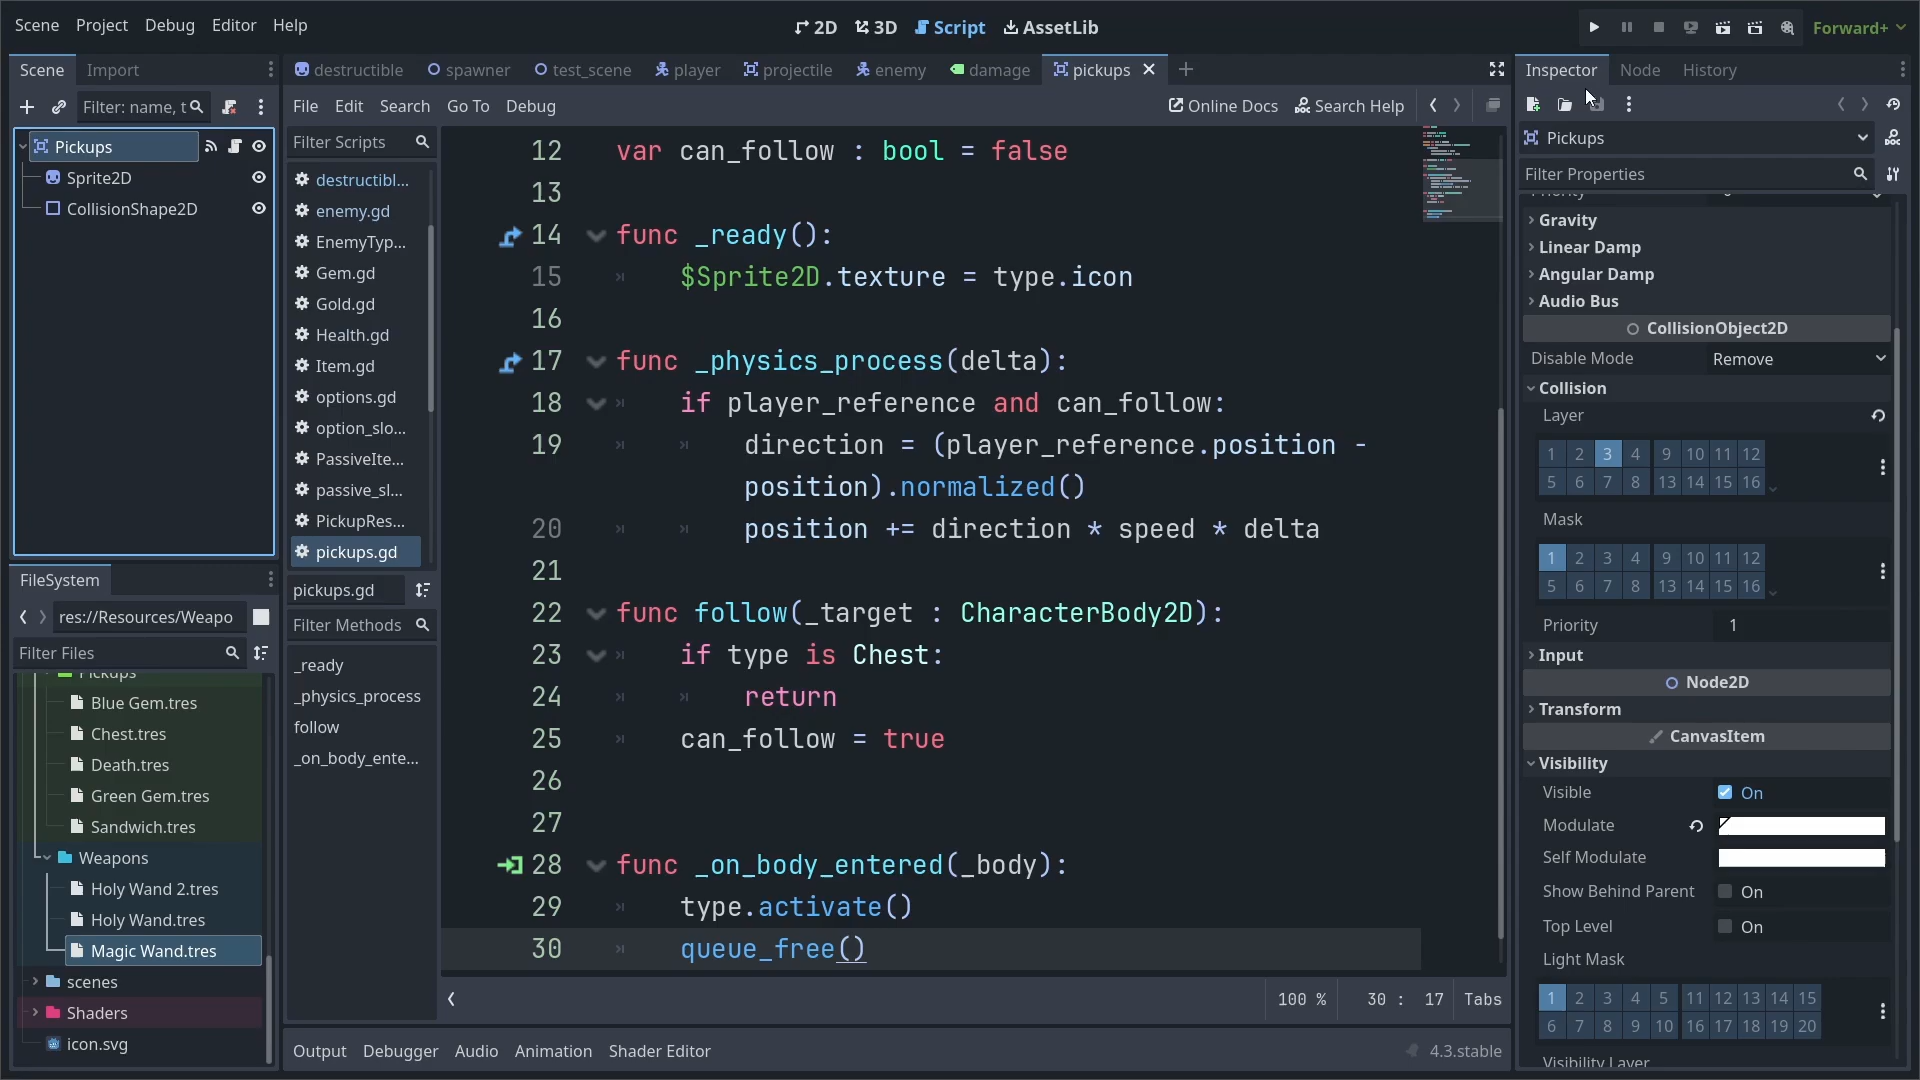 Scene Project Debug Editor Help
2D 3D Script AssetLib
Forward+
Scene Import
Filter: name, t
Pickups
Sprite2D
CollisionShape2D
FileSystem
res://Resources/Weapo
Filter Files
Pickups
Blue Gem.tres
Chest.tres
Death.tres
Green Gem.tres
Sandwich.tres
Weapons
Holy Wand 2.tres
Holy Wand.tres
Magic Wand.tres
scenes
Shaders
icon.svg
destructible spawner test_scene player projectile enemy damage pickups
File Edit Search Go To Debug
Online Docs Search Help
Filter Scripts
destructibl...
enemy.gd
EnemyTyp...
Gem.gd
Gold.gd
Health.gd
Item.gd
options.gd
option_slo...
PassiveIte...
passive_sl...
PickupRes...
pickups.gd
pickups.gd
Filter Methods
_ready
_physics_process
follow
_on_body_ente...
12 var can_follow : bool = false
13
14 func _ready():
15 $Sprite2D.texture = type.icon
16
17 func _physics_process(delta):
18 if player_reference and can_follow:
19 direction = (player_reference.position -
position).normalized()
20 position += direction * speed * delta
21
22 func follow(_target : CharacterBody2D):
23 if type is Chest:
24 return
25 can_follow = true
26
27
28 func _on_body_entered(_body):
29 type.activate()
30 queue_free()
100 % 30 : 17 Tabs
Output Debugger Audio Animation Shader Editor
4.3.stable
Inspector Node History
Pickups
Filter Properties
Priority
Gravity
Linear Damp
Angular Damp
Audio Bus
CollisionObject2D
Disable Mode Remove
Collision
Layer
1 2 3 4 9 10 11 12
5 6 7 8 13 14 15 16
Mask
1 2 3 4 9 10 11 12
5 6 7 8 13 14 15 16
Priority 1
Input
Node2D
Transform
CanvasItem
Visibility
Visible On
Modulate
Self Modulate
Show Behind Parent On
Top Level On
Light Mask
1 2 3 4 5 11 12 13 14 15
6 7 8 9 10 16 17 18 19 20
Visibility Layer